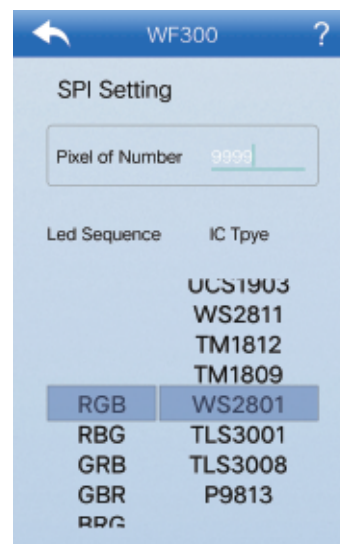 WF300 ?
SPI Setting
Pixel of Number 9999
Led Sequence IC Tpye
UCS1903
WS2811
TM1812
TM1809
RGB WS2801
RBG TLS3001
GRB TLS3008
GBR P9813
BRG